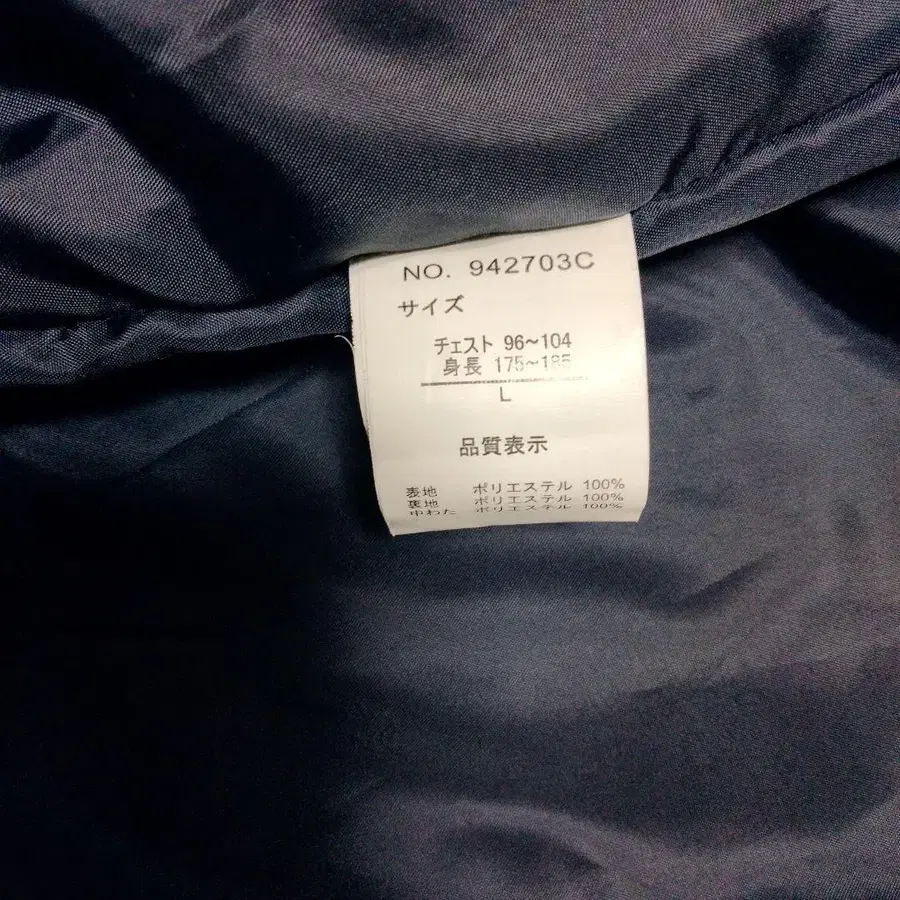 NO. 942703C
サイズ
チェスト 96~104
身長 175~185
L
品質表示
表地 ポリエステル 100%
裏地 ポリエステル 100%
中わた ポリエステル 100%